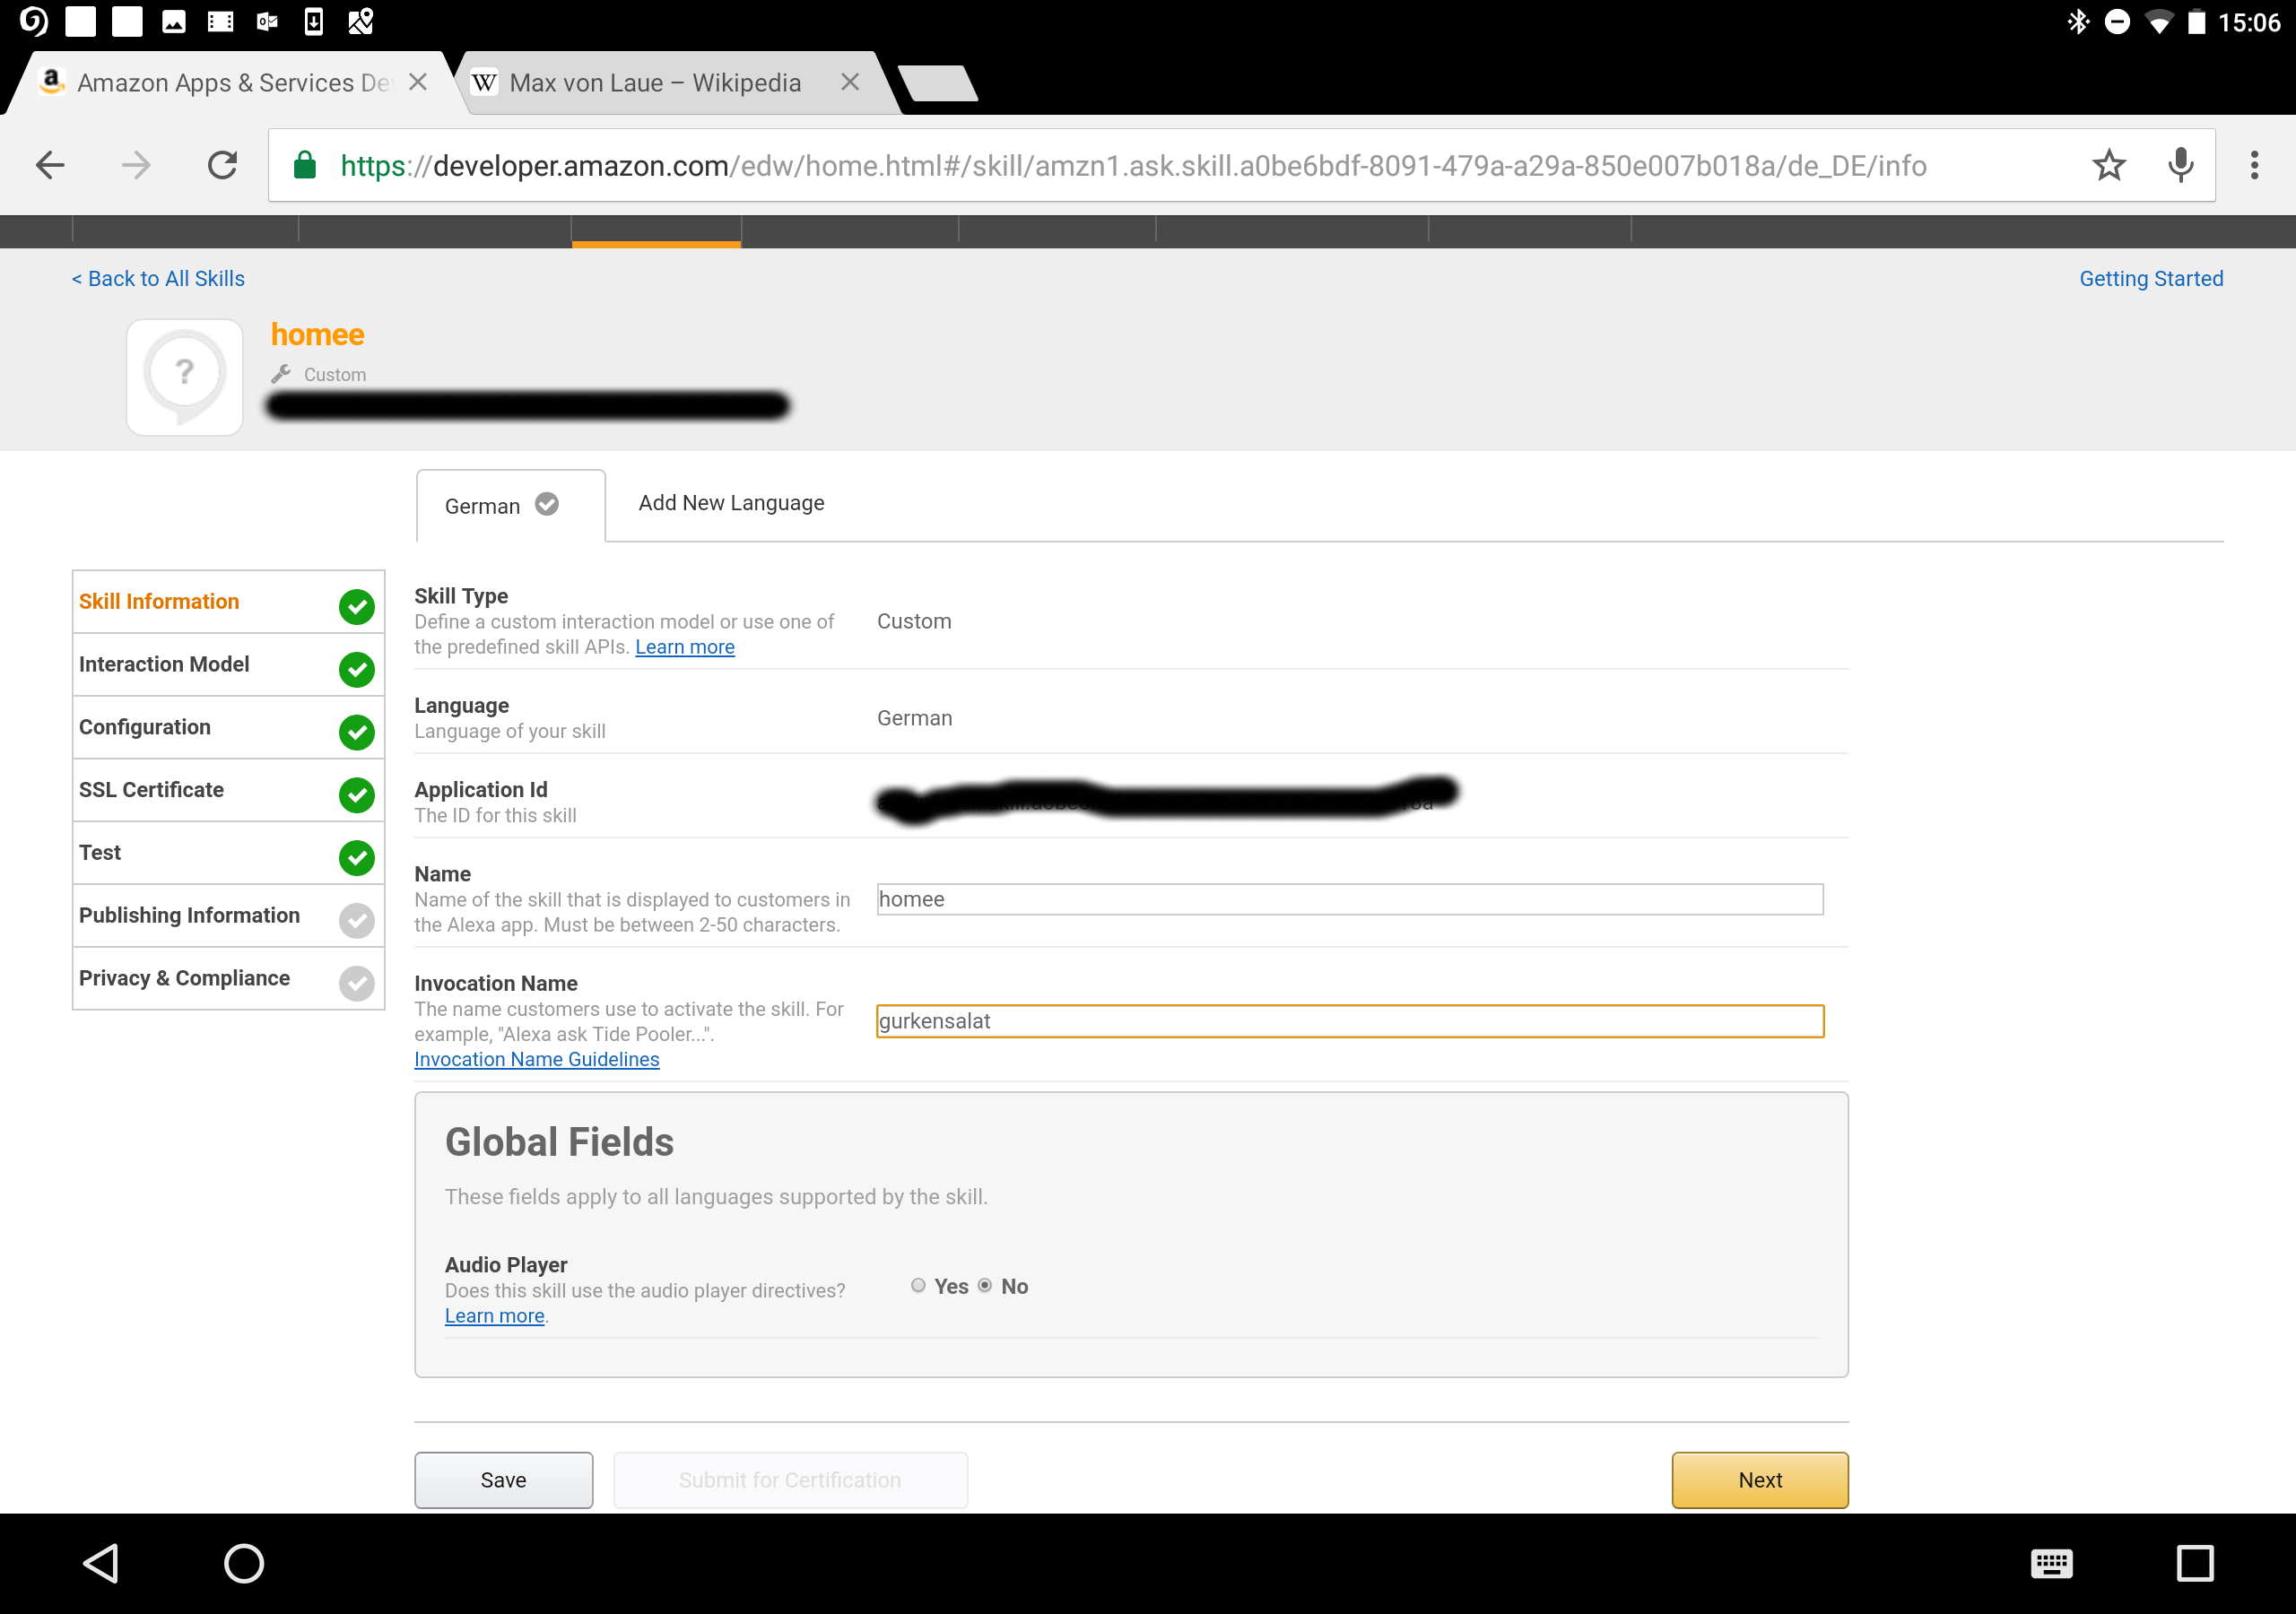 15:06
Amazon Apps & Services De
Max von Laue – Wikipedia
https://developer.amazon.com/edw/home.html#/skill/amzn1.ask.skill.a0be6bdf-8091-479a-a29a-850e007b018a/de_DE/info
< Back to All Skills
Getting Started
homee
Custom
German
Add New Language
Skill Information
Interaction Model
Configuration
SSL Certificate
Test
Publishing Information
Privacy & Compliance
Skill Type
Define a custom interaction model or use one of
the predefined skill APIs. Learn more
Custom
Language
Language of your skill
German
Application Id
The ID for this skill
Name
Name of the skill that is displayed to customers in
the Alexa app. Must be between 2-50 characters.
homee
Invocation Name
The name customers use to activate the skill. For
example, "Alexa ask Tide Pooler...".
Invocation Name Guidelines
gurkensalat
Global Fields
These fields apply to all languages supported by the skill.
Audio Player
Does this skill use the audio player directives?
Learn more.
Yes No
Save
Submit for Certification
Next